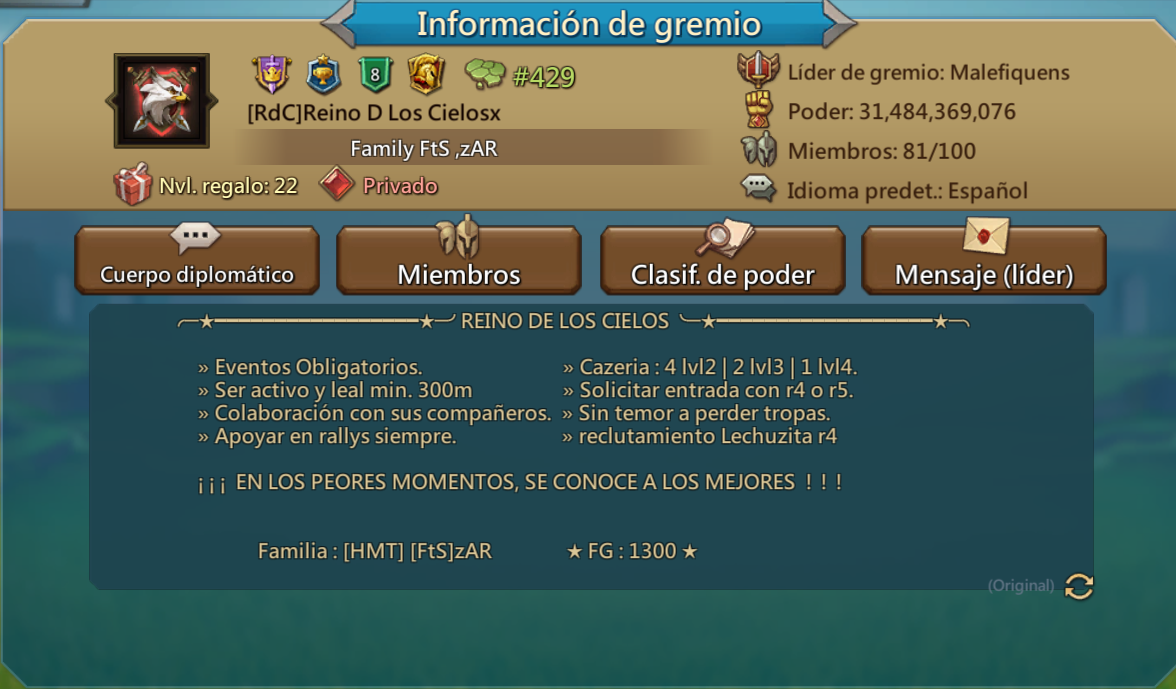 Información de gremio
8
#429
[RdC]Reino D Los Cielosx
Family FtS ,zAR
Nvl. regalo: 22
Privado
Líder de gremio: Malefiquens
Poder: 31,484,369,076
Miembros: 81/100
Idioma predet.: Español
Cuerpo diplomático
Miembros
Clasif. de poder
Mensaje (líder)
╭─★━━━━━━━━━━★─╯REINO DE LOS CIELOS ╰─★━━━━━━━━━━★─╮
» Eventos Obligatorios. » Cazeria : 4 lvl2 | 2 lvl3 | 1 lvl4.
» Ser activo y leal min. 300m » Solicitar entrada con r4 o r5.
» Colaboración con sus compañeros. » Sin temor a perder tropas.
» Apoyar en rallys siempre. » reclutamiento Lechuzita r4
¡¡¡ EN LOS PEORES MOMENTOS, SE CONOCE A LOS MEJORES ! ! !
Familia : [HMT] [FtS]zAR ★ FG : 1300 ★
(Original)